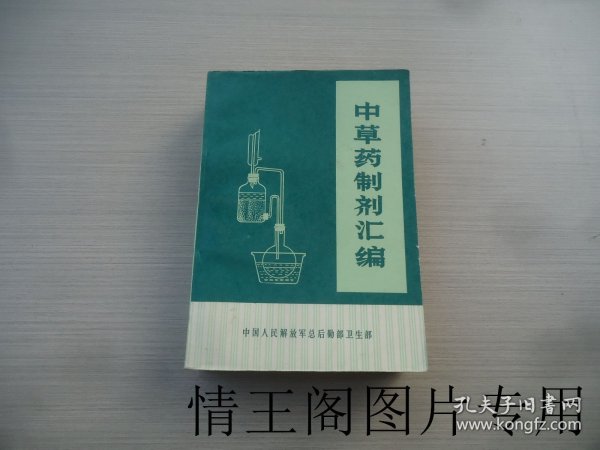 中草药制剂汇编
中国人民解放军总后勤部卫生部
情王阁图片专用
孔夫子旧书网
www.kongfz.com